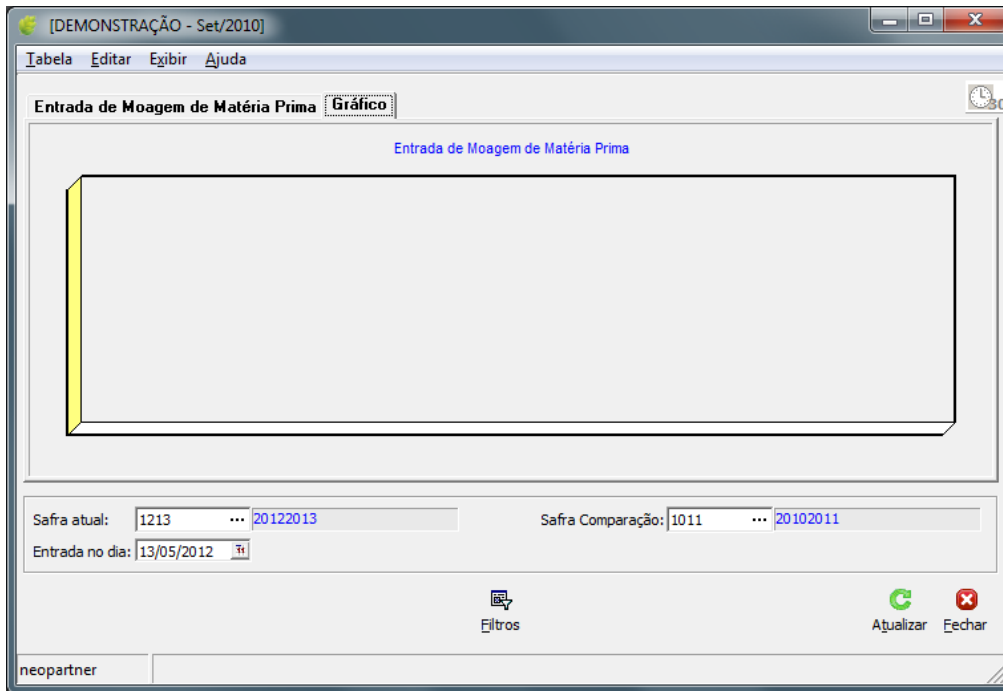 [DEMONSTRAÇÃO - Set/2010]
Tabela Editar Exibir Ajuda
Entrada de Moagem de Matéria Prima Gráfico
Entrada de Moagem de Matéria Prima
Safra atual: 1213 ... 20122013 Safra Comparação: 1011 ... 20102011
Entrada no dia: 13/05/2012
Filtros Atualizar Fechar
neopartner